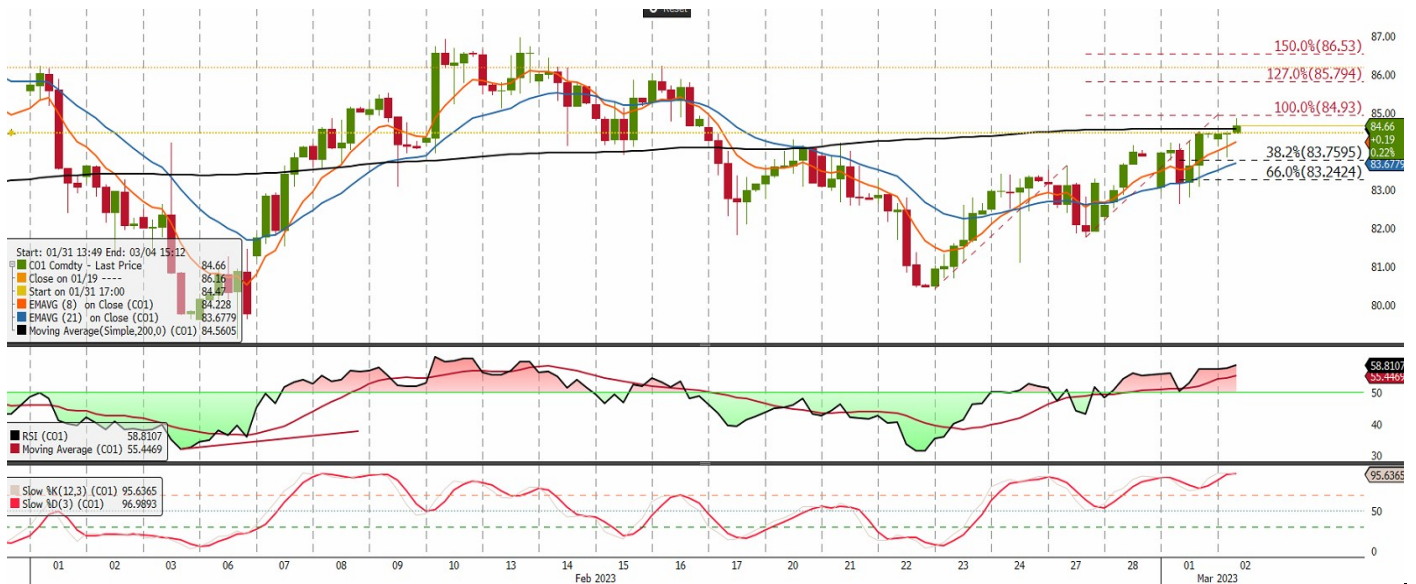 Reset
87.00
150.0%(86.53)
86.00
127.0%(85.794)
100.0%(84.93)
85.00
84.66
+0.19
0.22%
38.2%(83.7595)
83.6779
66.0%(83.2424)
83.00
82.00
81.00
80.00
Start: 01/31 13:49 End: 03/04 15:12
CO1 Comdty - Last Price 84.66
Close on 01/19 ---- 86.16
Start on 01/31 17:00 84.47
EMAVG (8) on Close (CO1) 84.228
EMAVG (21) on Close (CO1) 83.6779
Moving Average(Simple,200,0) (CO1) 84.5605
58.8107
55.4469
50
40
30
RSI (CO1) 58.8107
Moving Average (CO1) 55.4469
95.6365
Slow %K(12,3) (CO1) 95.6365
Slow %D(3) (CO1) 96.9893
50
0
01 02 03 06 07 08 09 10 13 14 15 16 17 20 21 22 23 24 27 28 01 02
Feb 2023 Mar 2023